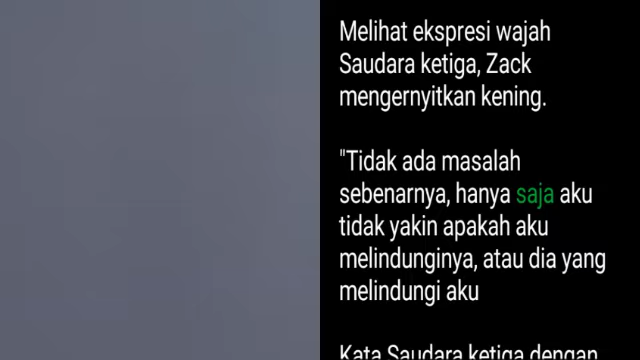 Melihat ekspresi wajah
Saudara ketiga, Zack
mengernyitkan kening.
"Tidak ada masalah
sebenarnya, hanya saja aku
tidak yakin apakah aku
melindunginya, atau dia yang
melindungi aku
Kata Saudara ketiga dengan